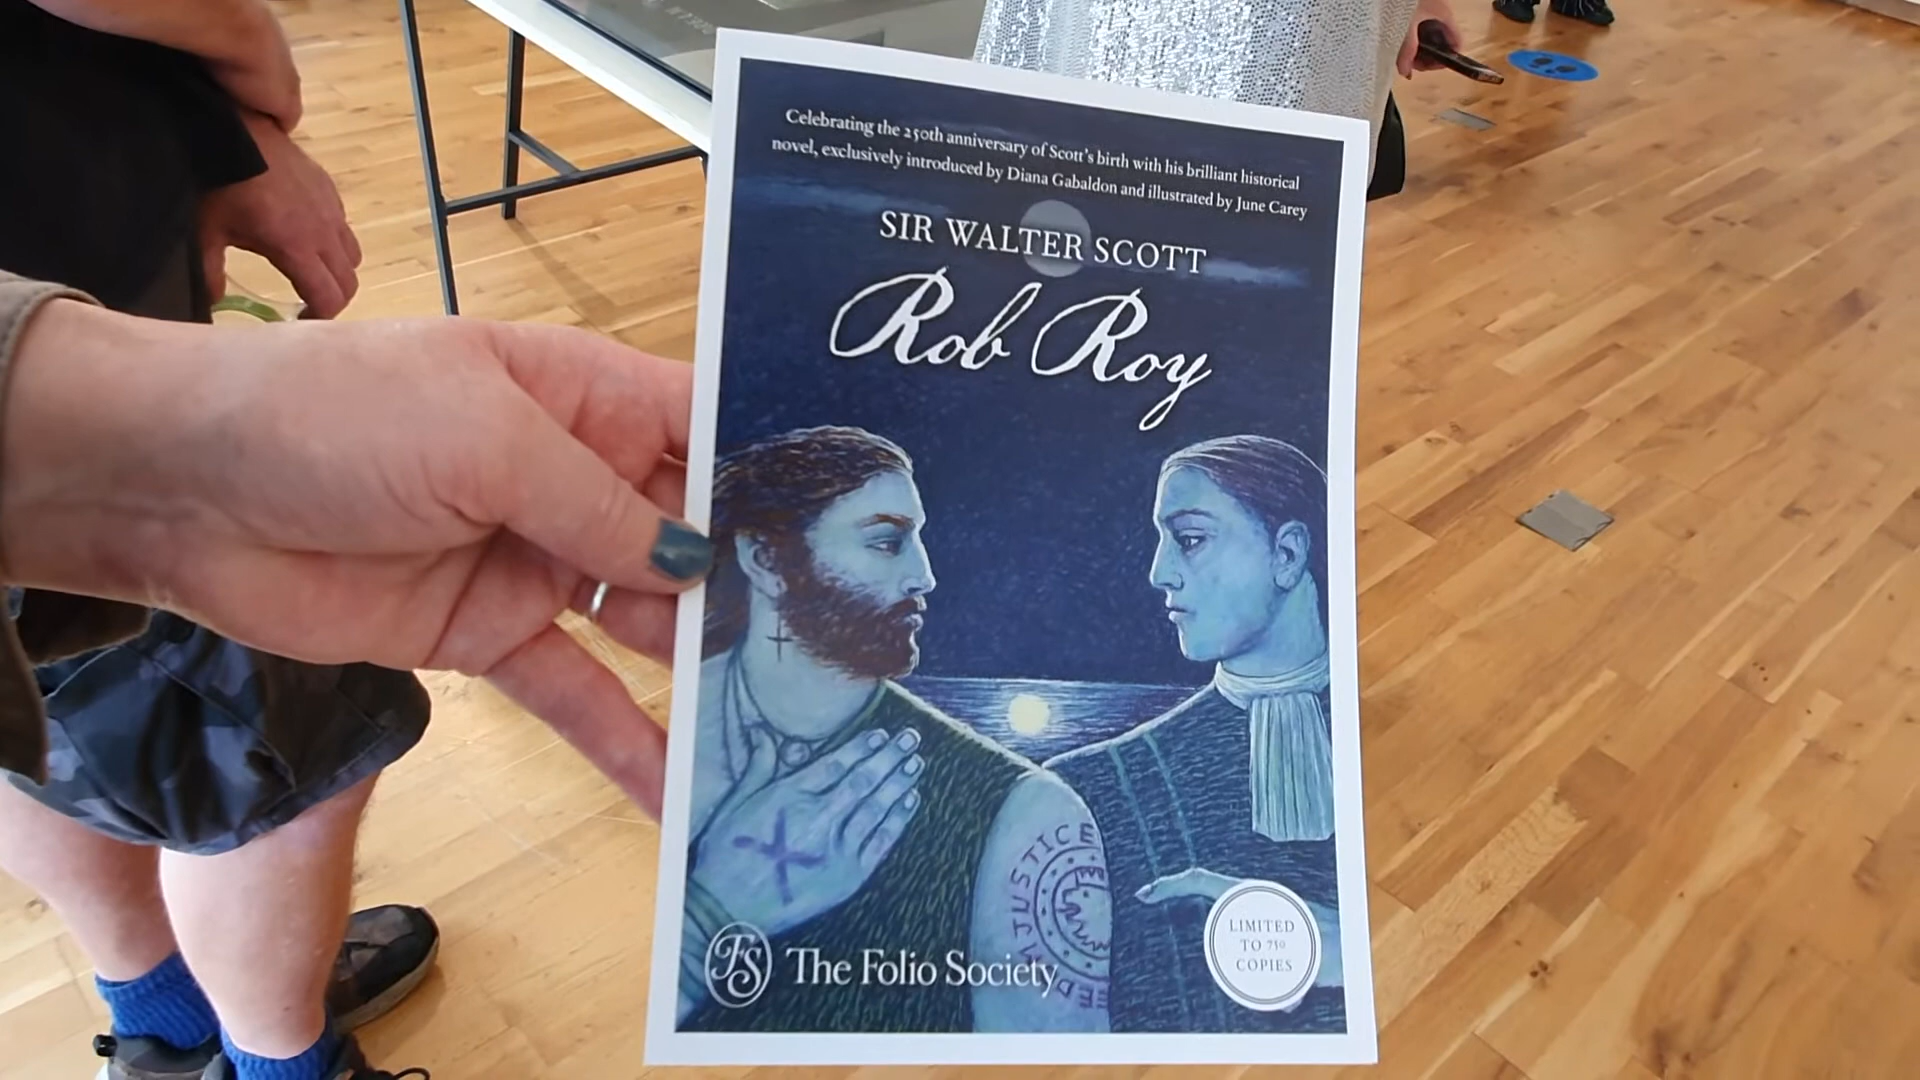 Celebrating the 250th anniversary of Scott's birth with his brilliant historical
novel, exclusively introduced by Diana Gabaldon and illustrated by June Carey
SIR WALTER SCOTT
Rob Roy
JUSTICE
FS The Folio Society
LIMITED
TO 750
COPIES